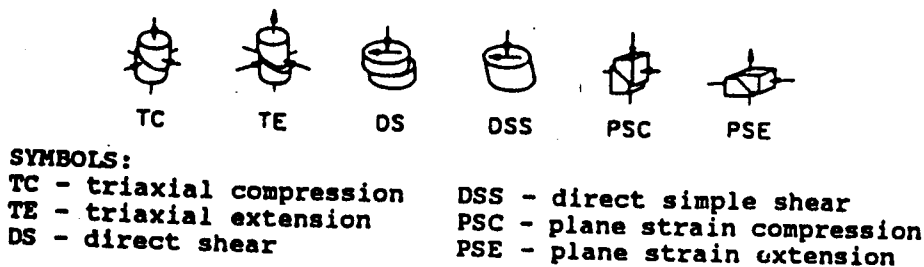 TC TE DS DSS PSC PSE
SYMBOLS:
TC - triaxial compression
TE - triaxial extension
DS - direct shear
DSS - direct simple shear
PSC - plane strain compression
PSE - plane strain extension